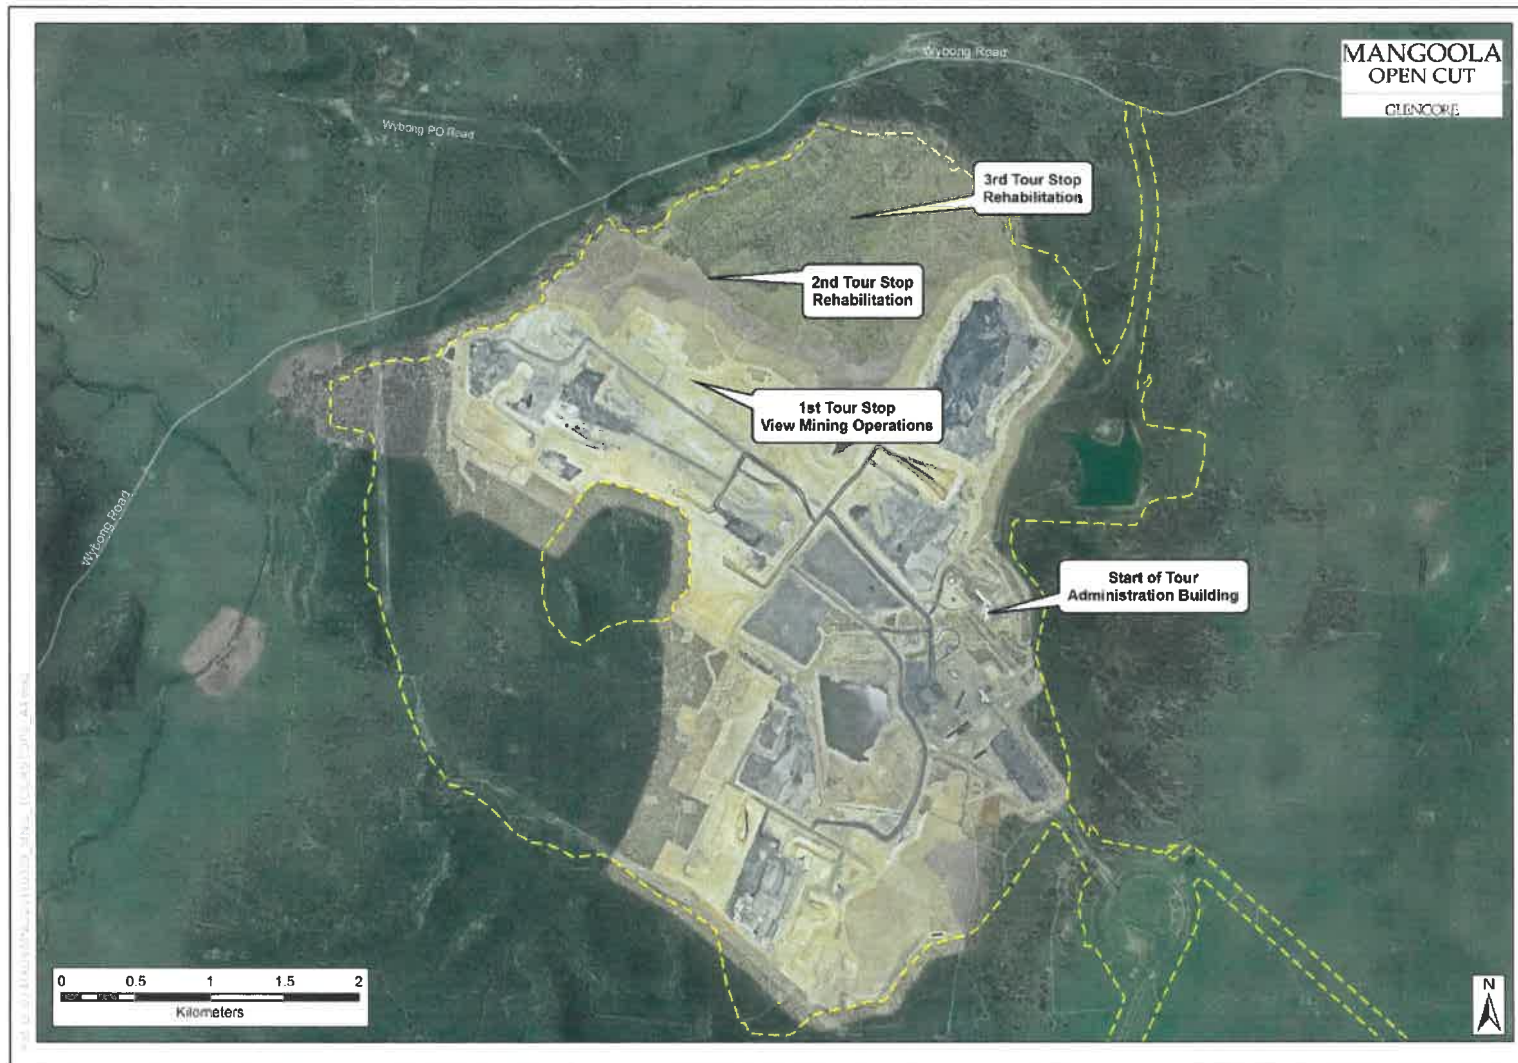 MANGOOLA
OPEN CUT
GLENCORE
Wybong Road
Wybong PO Road
3rd Tour Stop
Rehabilitation
2nd Tour Stop
Rehabilitation
1st Tour Stop
View Mining Operations
Wybong Road
Start of Tour
Administration Building
0 0.5 1 1.5 2
Kilometers
N